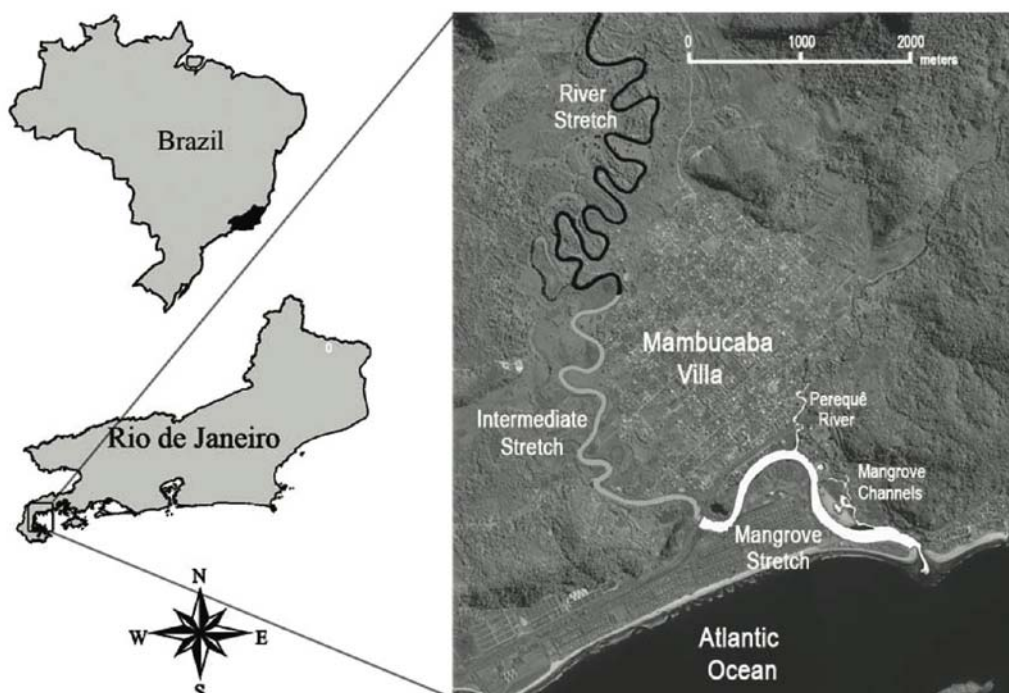 Brazil
0
Rio de Janeiro
N
W
E
S
0
1000
2000
meters
River
Stretch
Mambucaba
Villa
Perequê
River
Intermediate
Stretch
Mangrove
Channels
Mangrove
Stretch
Atlantic
Ocean